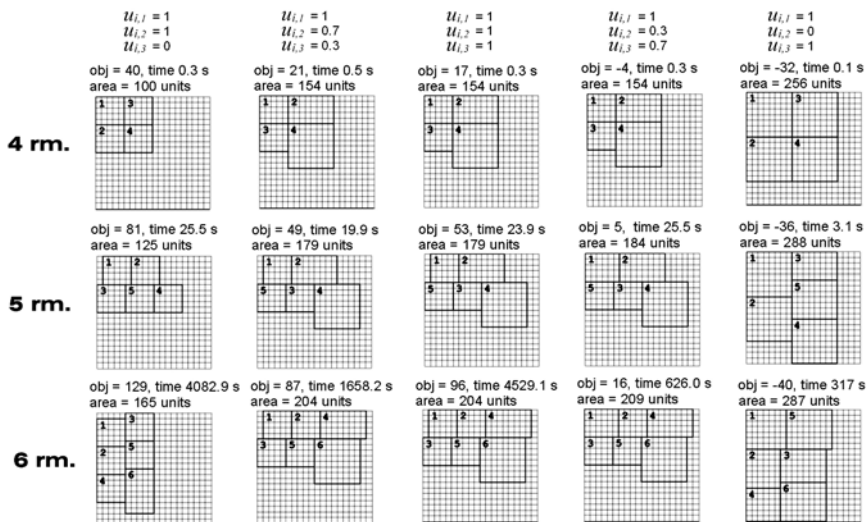 u_{i,1} = 1 u_{i,1} = 1 u_{i,1} = 1 u_{i,1} = 1 u_{i,1} = 1
u_{i,2} = 1 u_{i,2} = 0.7 u_{i,2} = 1 u_{i,2} = 0.3 u_{i,2} = 0
u_{i,3} = 0 u_{i,3} = 0.3 u_{i,3} = 1 u_{i,3} = 0.7 u_{i,3} = 1
obj = 40, time 0.3 s obj = 21, time 0.5 s obj = 17, time 0.3 s obj = -4, time 0.3 s obj = -32, time 0.1 s
area = 100 units area = 154 units area = 154 units area = 154 units area = 256 units
1 3 1 2 1 2 1 2 1 3
4 rm.
2 4 3 4 3 4 3 4 2 4
obj = 81, time 25.5 s obj = 49, time 19.9 s obj = 53, time 23.9 s obj = 5, time 25.5 s obj = -36, time 3.1 s
area = 125 units area = 179 units area = 179 units area = 184 units area = 288 units
1 2 1 2 1 2 1 2 1 3
5 rm.
3 5 4 5 3 4 5 3 4 5 3 4 5
2
4
obj = 129, time 4082.9 s obj = 87, time 1658.2 s obj = 96, time 4529.1 s obj = 16, time 626.0 s obj = -40, time 317 s
area = 165 units area = 204 units area = 204 units area = 209 units area = 287 units
1 3 1 2 4 1 2 4 1 2 4 1 5
6 rm.
2 5 3 5 6 3 5 6 3 5 6 2 3
4 6 4 6